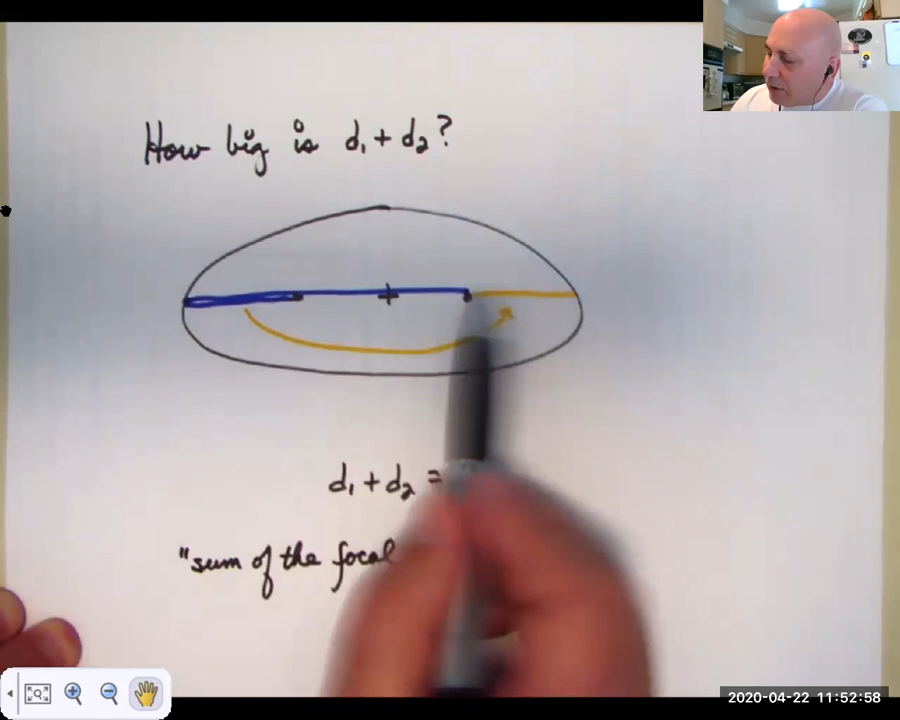 How big is d₁ + d₂?
d₁ + d₂ =
"sum of the focal
2020-04-22 11:52:58